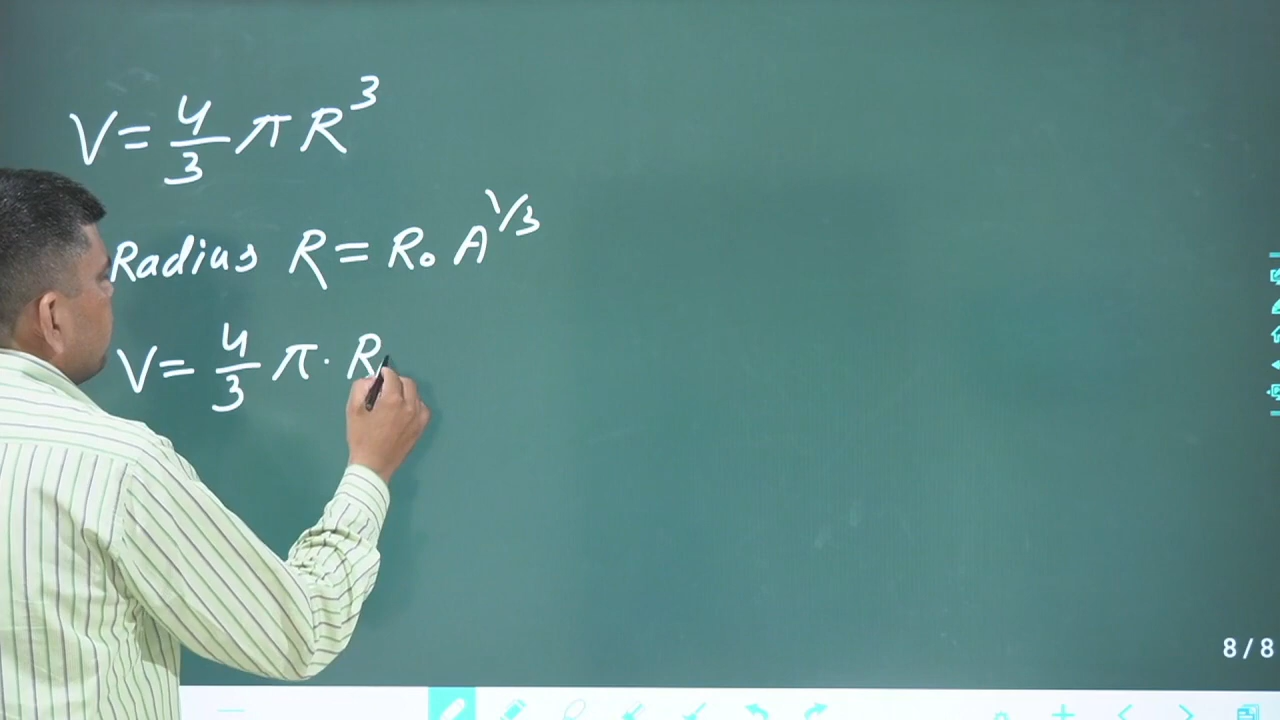 V = 4/3 π R³
Radius R = R₀ A^1/3
V = 4/3 π · R
8/8